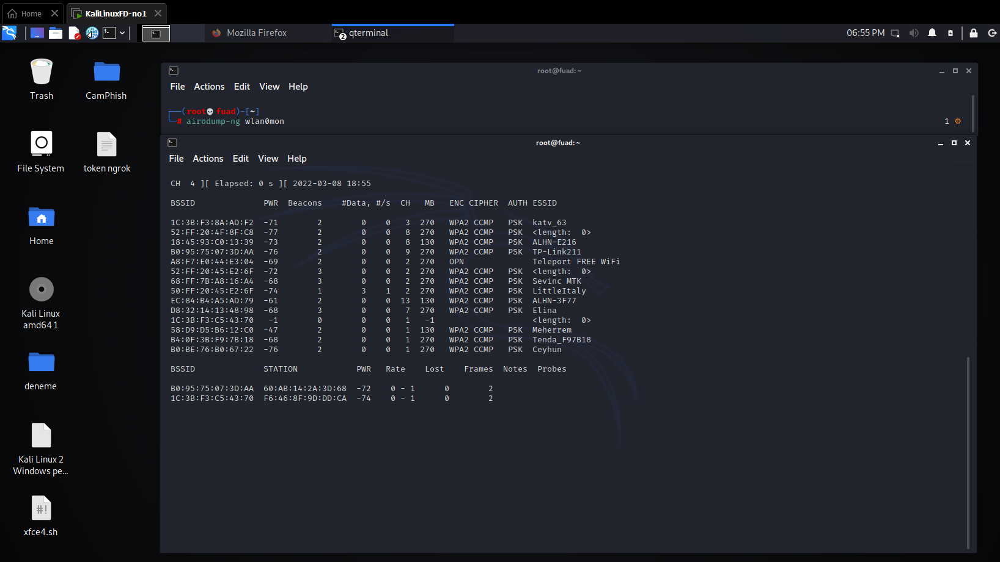 Home
KaliLinuxFD-no1
Mozilla Firefox
2 qterminal
06:55 PM
Trash
CamPhish
File System
token ngrok
Home
Kali Linux
amd64 1
deneme
Kali Linux 2
Windows pe...
#!
xfce4.sh
root@fuad: ~
File Actions Edit View Help
(root💀fuad)-[~]
# airodump-ng wlan0mon
1
root@fuad: ~
File Actions Edit View Help
CH 4 ][ Elapsed: 0 s ][ 2022-03-08 18:55
BSSID PWR Beacons #Data, #/s CH MB ENC CIPHER AUTH ESSID
1C:3B:F3:8A:AD:F2 -71 2 0 0 3 270 WPA2 CCMP PSK katv_63
52:FF:20:4F:8F:C8 -77 2 0 0 8 270 WPA2 CCMP PSK <length: 0>
18:45:93:C0:13:39 -73 2 0 0 8 130 WPA2 CCMP PSK ALHN-E216
B0:95:75:07:3D:AA -76 2 0 0 9 270 WPA2 CCMP PSK TP-Link211
A8:F7:E0:44:E3:04 -69 2 0 0 2 270 OPN Teleport FREE WiFi
52:FF:20:45:E2:6F -72 3 0 0 2 270 WPA2 CCMP PSK <length: 0>
68:FF:7B:A8:16:A4 -68 3 0 0 2 270 WPA2 CCMP PSK Sevinc MTK
50:FF:20:45:E2:6F -74 1 3 1 2 270 WPA2 CCMP PSK LittleItaly
EC:84:B4:A5:AD:79 -61 2 0 0 13 130 WPA2 CCMP PSK ALHN-3F77
D8:32:14:13:48:98 -68 3 0 0 7 270 WPA2 CCMP PSK Elina
1C:3B:F3:C5:43:70 -1 0 0 0 1 -1 <length: 0>
58:D9:D5:B6:12:C0 -47 2 0 0 1 130 WPA2 CCMP PSK Meherrem
B4:0F:3B:F9:7B:18 -68 2 0 0 1 270 WPA2 CCMP PSK Tenda_F97B18
B0:BE:76:B0:67:22 -76 2 0 0 1 270 WPA2 CCMP PSK Ceyhun
BSSID STATION PWR Rate Lost Frames Notes Probes
B0:95:75:07:3D:AA 60:AB:14:2A:3D:68 -72 0 - 1 0 2
1C:3B:F3:C5:43:70 F6:46:8F:9D:DD:CA -74 0 - 1 0 2